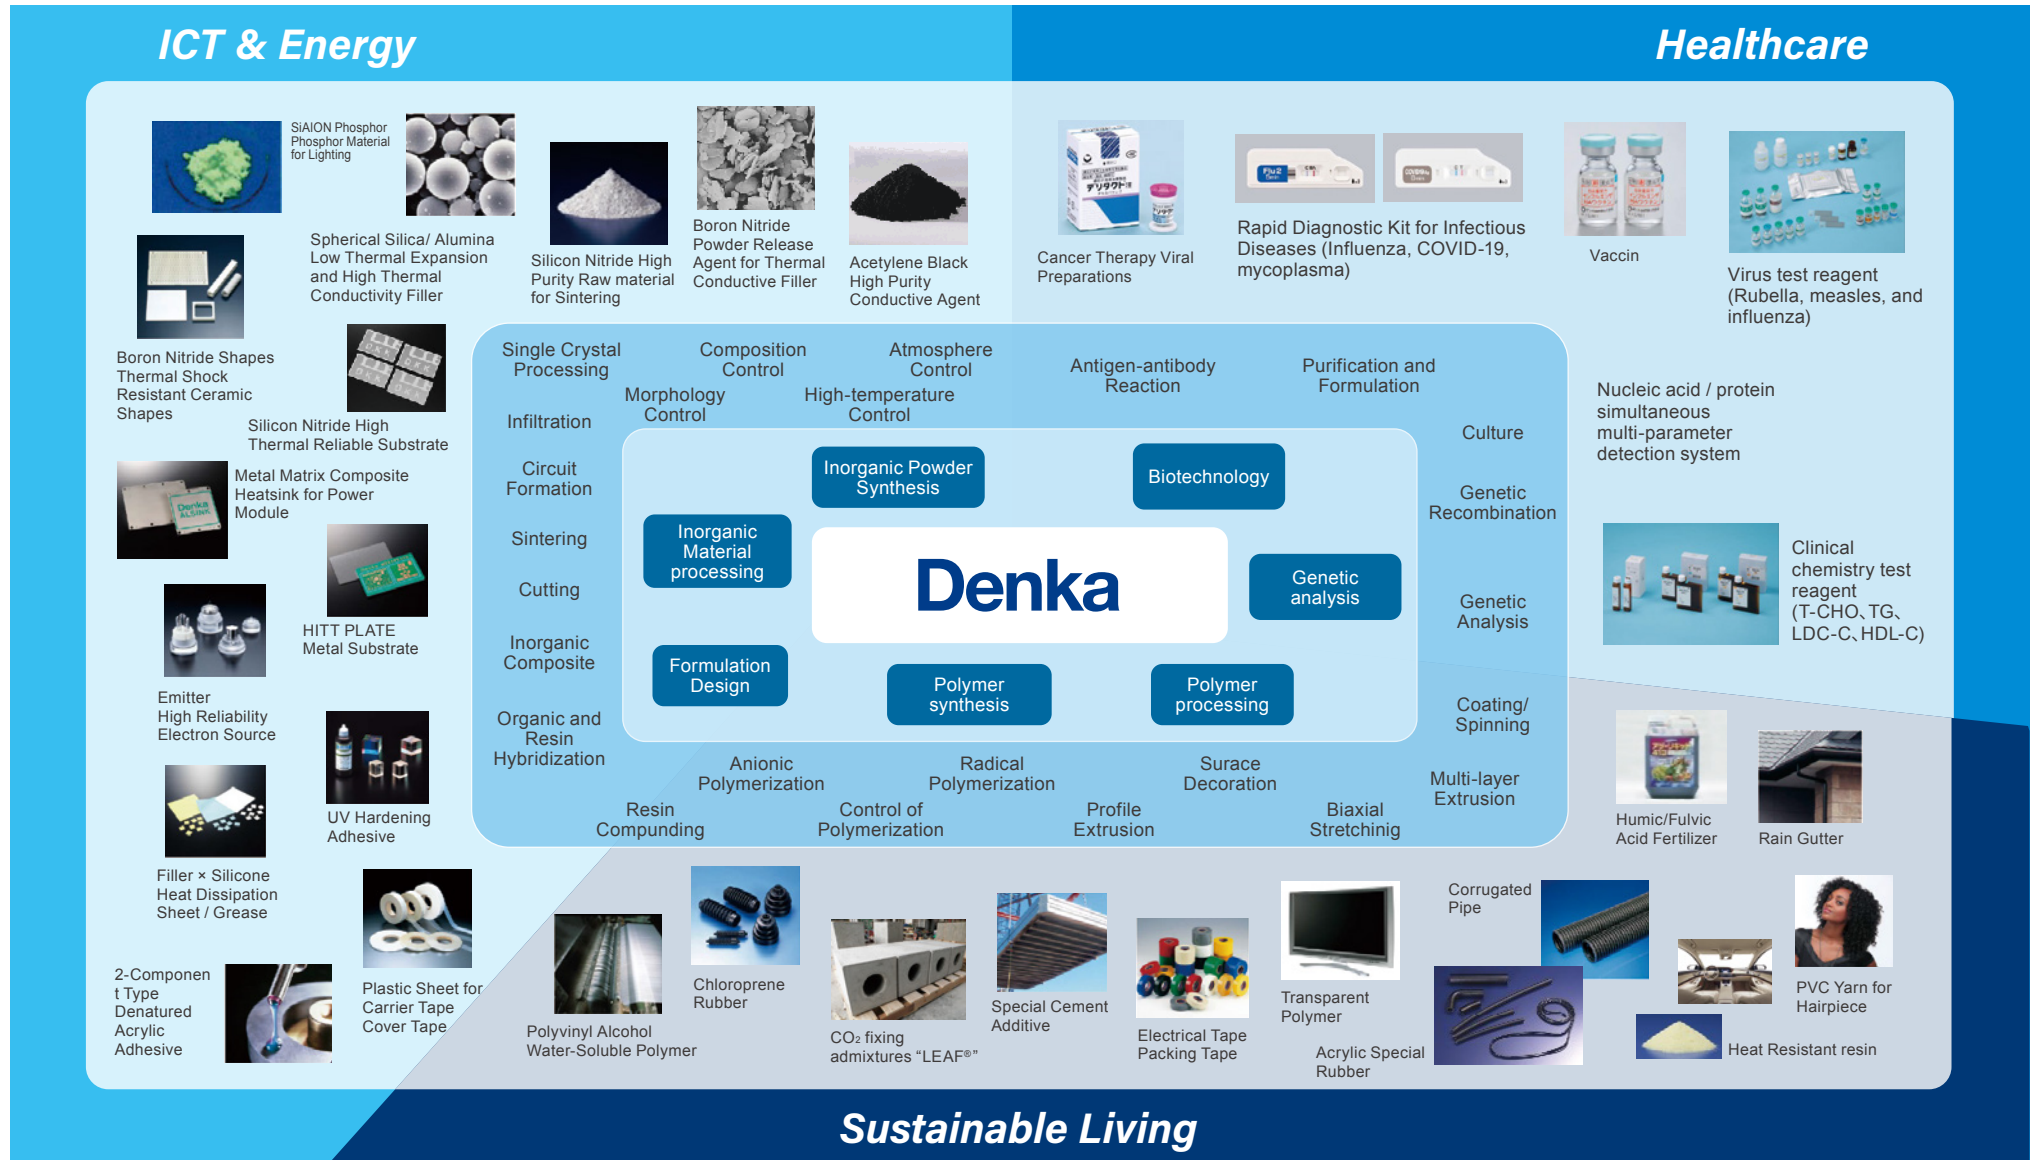 ICT & Energy
Healthcare
SiAlON Phosphor
Phosphor Material
for Lighting
Spherical Silica/ Alumina
Low Thermal Expansion
and High Thermal
Conductivity Filler
Silicon Nitride High
Purity Raw material
for Sintering
Boron Nitride
Powder Release
Agent for Thermal
Conductive Filler
Acetylene Black
High Purity
Conductive Agent
Cancer Therapy Viral
Preparations
Rapid Diagnostic Kit for Infectious
Diseases (Influenza, COVID-19,
mycoplasma)
Vaccin
Virus test reagent
(Rubella, measles, and
influenza)
Boron Nitride Shapes
Thermal Shock
Resistant Ceramic
Shapes
Silicon Nitride High
Thermal Reliable Substrate
Metal Matrix Composite
Heatsink for Power
Module
Denka
ALSINK
HITT PLATE
Metal Substrate
Emitter
High Reliability
Electron Source
UV Hardening
Adhesive
Filler × Silicone
Heat Dissipation
Sheet / Grease
Plastic Sheet for
Carrier Tape
Cover Tape
2-Componen
t Type
Denatured
Acrylic
Adhesive
Single Crystal
Processing
Composition
Control
Atmosphere
Control
Antigen-antibody
Reaction
Purification and
Formulation
Morphology
Control
High-temperature
Control
Infiltration
Circuit
Formation
Sintering
Cutting
Inorganic
Composite
Organic and
Resin
Hybridization
Culture
Genetic
Recombination
Genetic
Analysis
Coating/
Spinning
Multi-layer
Extrusion
Inorganic Powder
Synthesis
Biotechnology
Inorganic
Material
processing
Denka
Genetic
analysis
Formulation
Design
Polymer
synthesis
Polymer
processing
Anionic
Polymerization
Radical
Polymerization
Surace
Decoration
Resin
Compunding
Control of
Polymerization
Profile
Extrusion
Biaxial
Stretchinig
Nucleic acid / protein
simultaneous
multi-parameter
detection system
Clinical
chemistry test
reagent
(T-CHO、TG、
LDC-C、HDL-C)
Humic/Fulvic
Acid Fertilizer
Rain Gutter
Polyvinyl Alcohol
Water-Soluble Polymer
Chloroprene
Rubber
CO2 fixing
admixtures “LEAF®”
Special Cement
Additive
Electrical Tape
Packing Tape
Transparent
Polymer
Acrylic Special
Rubber
Corrugated
Pipe
PVC Yarn for
Hairpiece
Heat Resistant resin
Sustainable Living